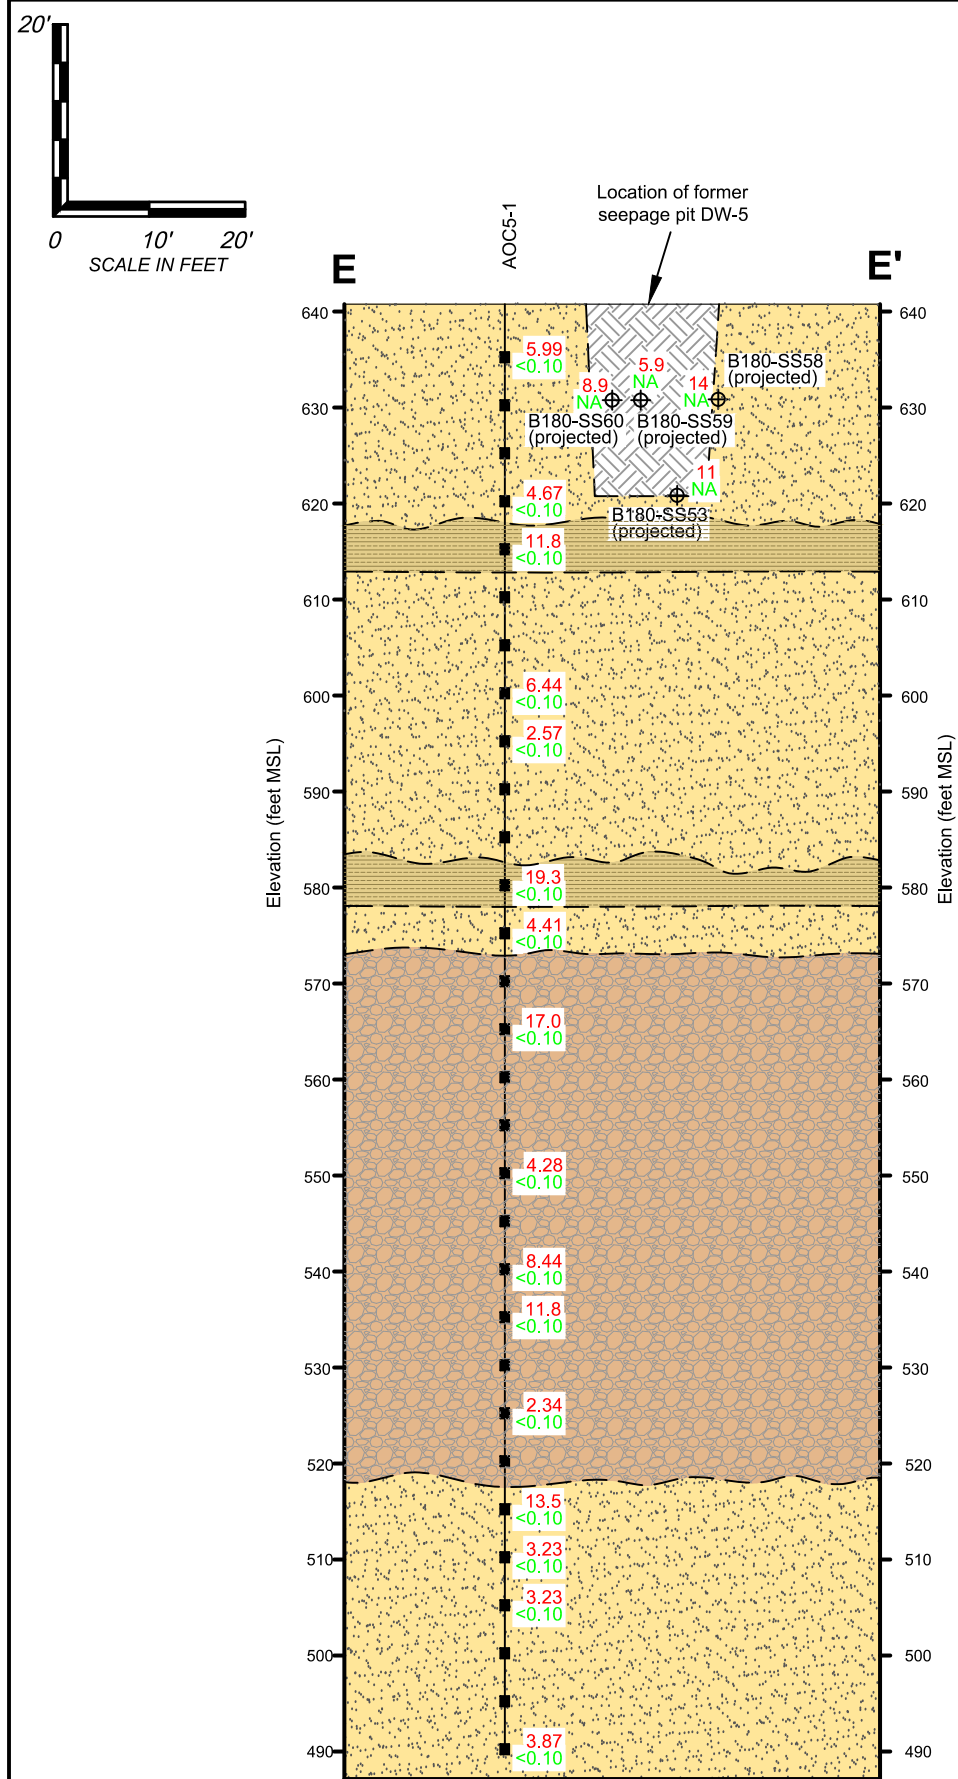 20'
0 10' 20'
SCALE IN FEET
Location of former
seepage pit DW-5
AOC5-1
E E'
640 640
5.99
<0.10
5.9
NA
B180-SS58
(projected)
8.9
NA
14
NA
630 630
B180-SS60
(projected)
B180-SS59
(projected)
11
NA
4.67
<0.10
620 620
B180-SS53
(projected)
11.8
<0.10
610 610
6.44
<0.10
600 600
2.57
<0.10
Elevation (feet MSL)
Elevation (feet MSL)
590 590
19.3
<0.10
580 580
4.41
<0.10
570 570
17.0
<0.10
560 560
4.28
<0.10
550 550
8.44
<0.10
540 540
11.8
<0.10
530 530
2.34
<0.10
520 520
13.5
<0.10
3.23
<0.10
510 510
3.23
<0.10
500 500
3.87
<0.10
490 490